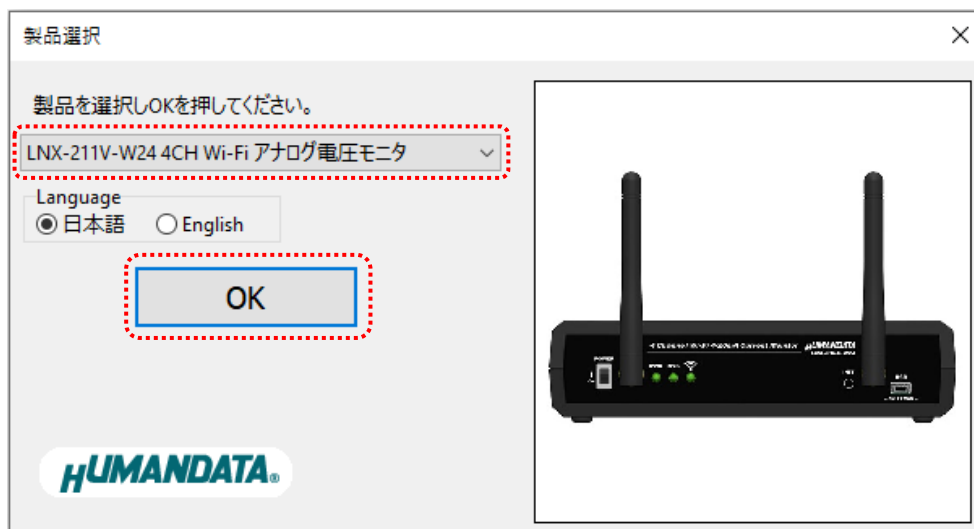 製品選択
製品を選択しOKを押してください。
LNX-211V-W24 4CH Wi-Fi アナログ電圧モニタ
Language
日本語 English
OK
HUMANDATA®
HUMANDATA
POWER